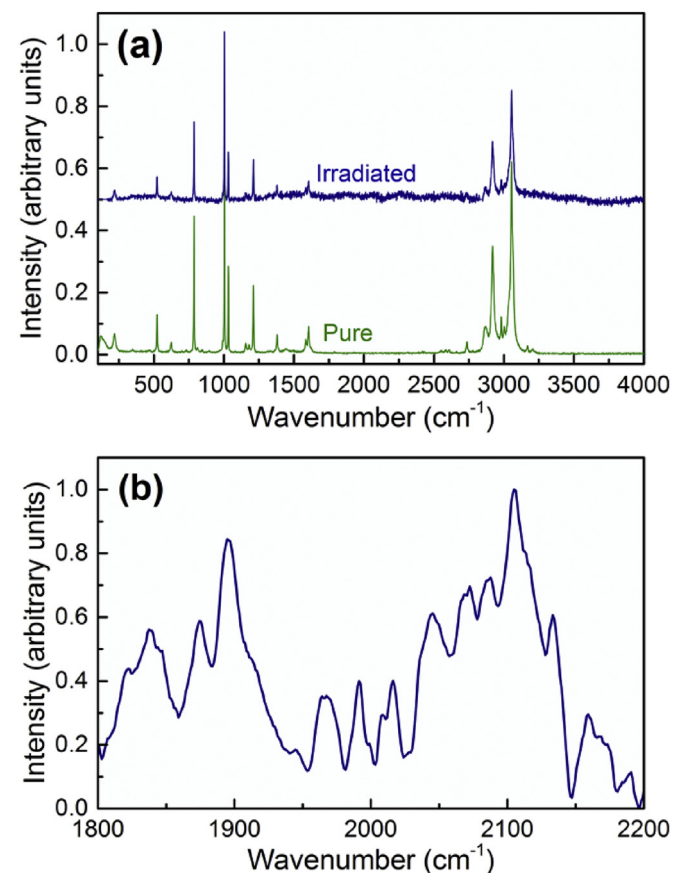 (a)
1.0
0.8
0.6
0.4
0.2
0.0
Intensity (arbitrary units)
Irradiated
Pure
500 1000 1500 2000 2500 3000 3500 4000
Wavenumber (cm⁻¹)
(b)
1.0
0.8
0.6
0.4
0.2
0.0
Intensity (arbitrary units)
1800 1900 2000 2100 2200
Wavenumber (cm⁻¹)